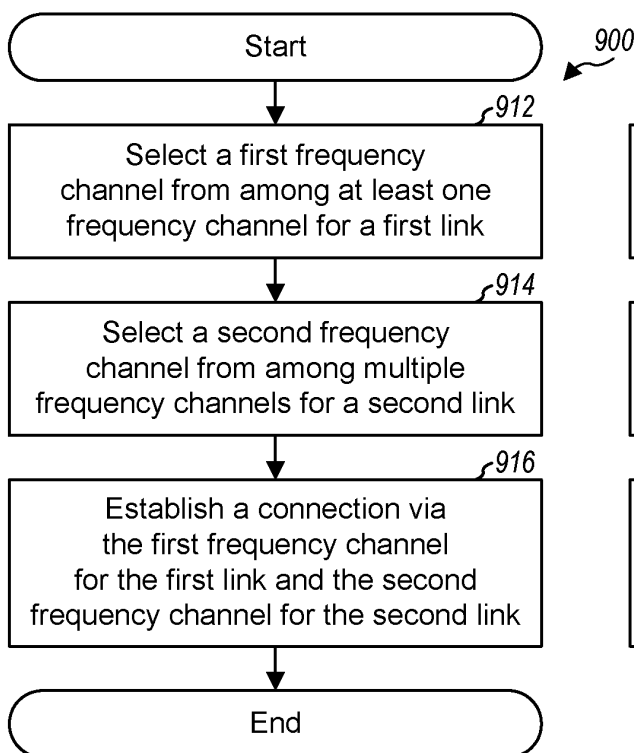 Start
900
912
Select a first frequency
channel from among at least one
frequency channel for a first link
914
Select a second frequency
channel from among multiple
frequency channels for a second link
916
Establish a connection via
the first frequency channel
for the first link and the second
frequency channel for the second link
End